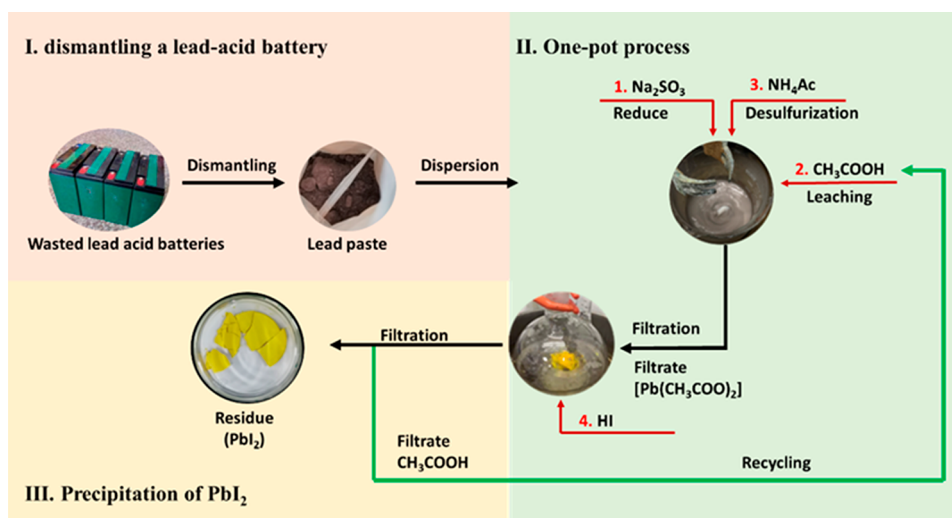 I. dismantling a lead-acid battery
Dismantling
Dispersion
Wasted lead acid batteries
Lead paste
II. One-pot process
1. Na₂SO₃
Reduce
3. NH₄Ac
Desulfurization
2. CH₃COOH
Leaching
Filtration
Filtrate
[Pb(CH₃COO)₂]
4. HI
Filtration
Residue
(PbI₂)
Filtrate
CH₃COOH
Recycling
III. Precipitation of PbI₂